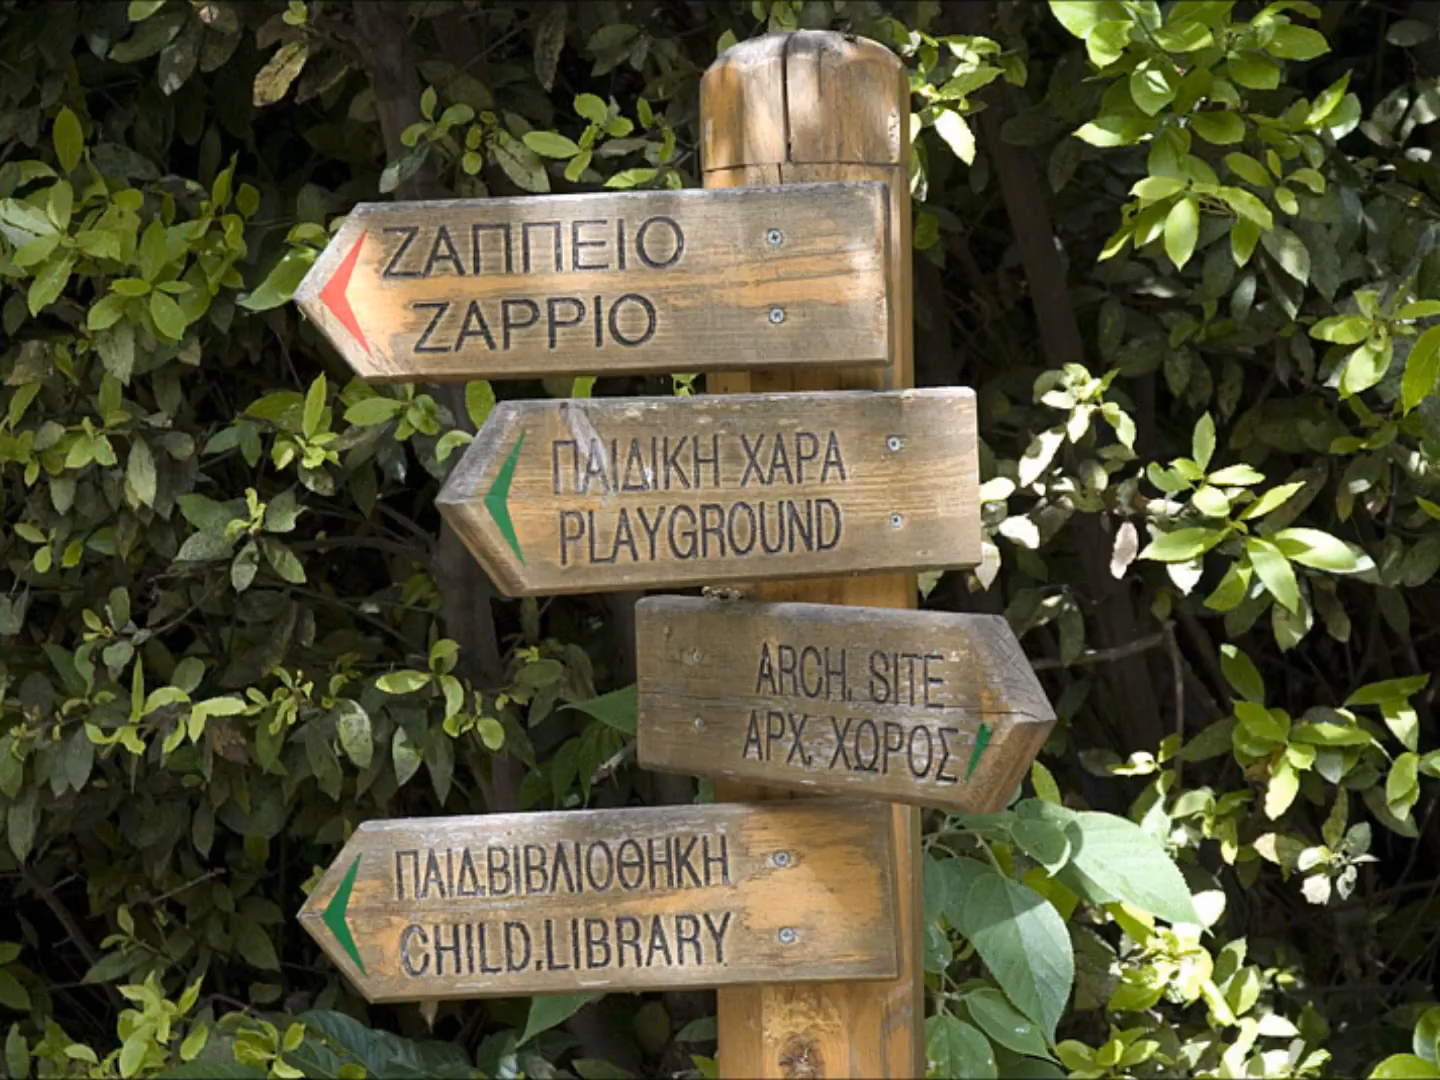 ΖΑΠΠΕΙΟ
ZAPPIO
ΠΑΙΔΙΚΗ ΧΑΡΑ
PLAYGROUND
ARCH. SITE
ΑΡΧ. ΧΩΡΟΣ
ΠΑΙΔ.ΒΙΒΛΙΟΘΗΚΗ
CHILD.LIBRARY